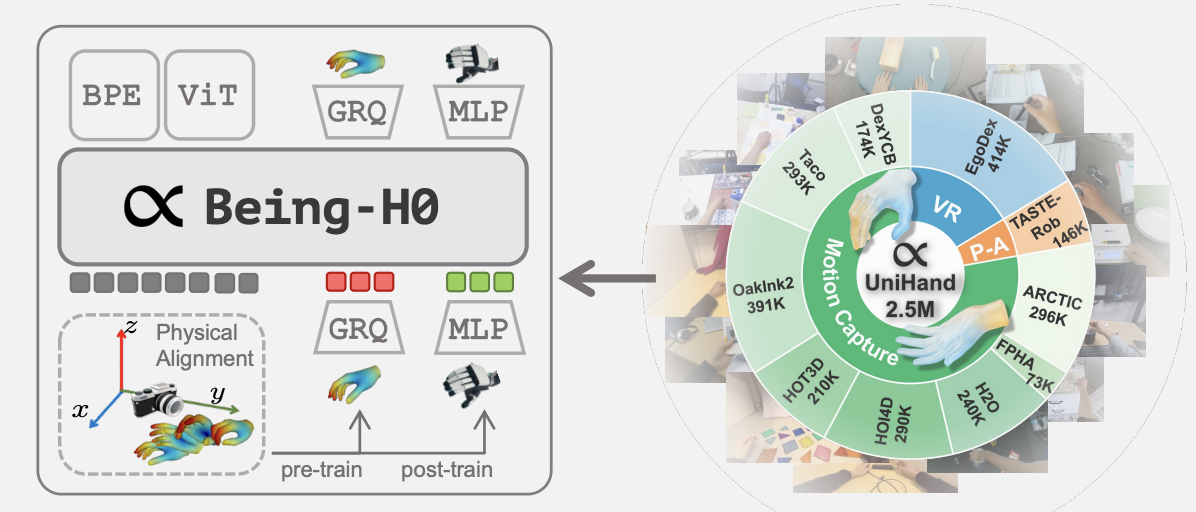 BPE
ViT
GRQ
MLP
∝ Being-H0
GRQ
MLP
Physical
Alignment
z
y
x
pre-train
post-train
DexYCB
174K
EgoDex
414K
TASTE-
Rob
146K
ARCTIC
296K
FPHA
73K
H2O
240K
HOI4D
290K
HOT3D
210K
OakInk2
391K
Taco
293K
VR
P-A
Motion Capture
∝
UniHand
2.5M